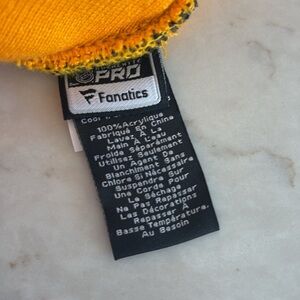 PRO
Fanatics
100% Acrylique
Fabriqué En Chine
Lavez À La
Main À L'eau
Froide Séparément
Utilisez Seulement
Un Agent De
Blanchiment Sans
Chlore Si Nécessaire
Suspendre Sur
Une Corde Pour
Le Séchage
Ne Pas Repasser
Les Décorations
Repasser À
Basse Température.
Au Besoin